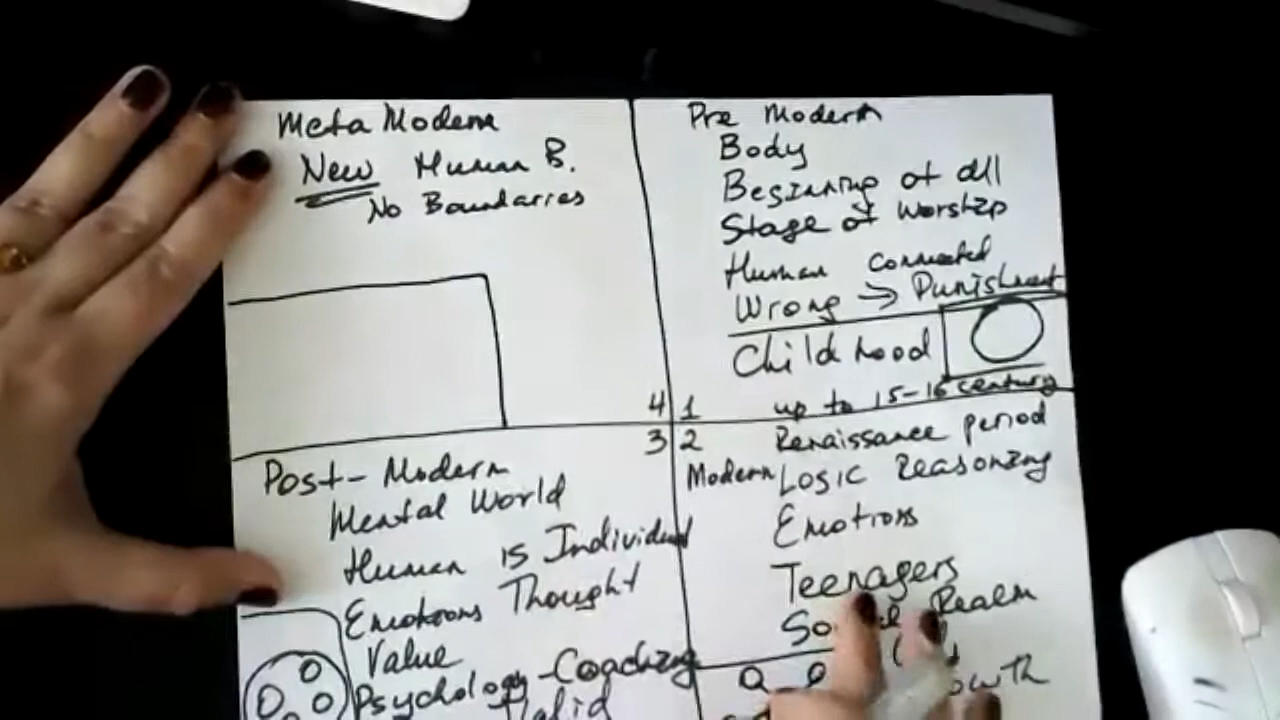 Meta Modern
New Human B.
No Boundaries
4
Pre Modern
Body
Beginning of all
Stage of Worship
Human connected
Wrong → Punishment
Childhood
1 up to 15-16 century
3
Post-Modern
Mental World
Human is Individual
Emotions Thought
Value
Psychology-Coaching
2 Renaissance period
Modern Logic Reasoning
Emotions
Teenagers
Realm